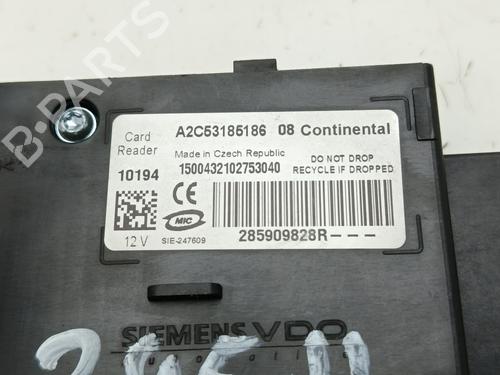 B-PARTS
A2C53185186 08 Continental
Card
Reader
Made in Czech Republic
DO NOT DROP
10194
1500432102753040
RECYCLE IF DROPPED
CE
MIC
12 V
SIE-247609
285909828R---
SIEMENS VDO